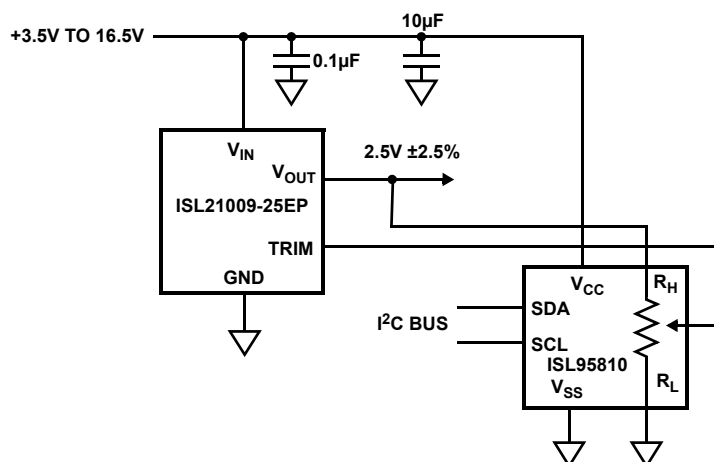 +3.5V TO 16.5V
10µF
0.1µF
VIN
VOUT
2.5V ±2.5%
ISL21009-25EP
TRIM
GND
VCC
RH
I²C BUS
SDA
SCL
ISL95810
VSS
RL